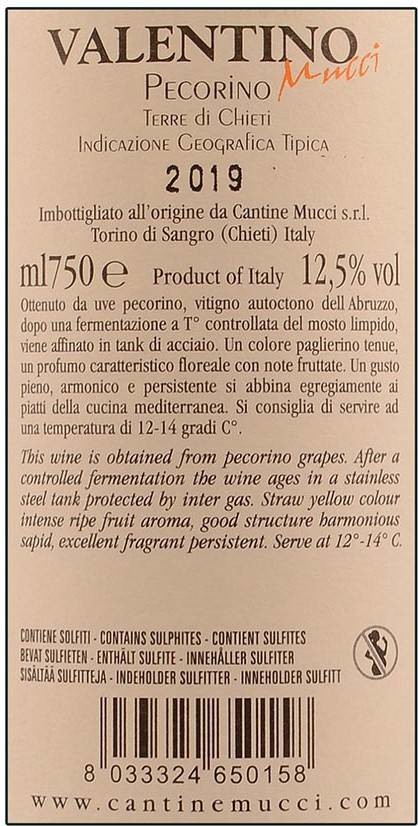 VALENTINO
Mucci
PECORINO
TERRE di CHIETI
INDICAZIONE GEOGRAFICA TIPICA
2019
Imbottigliato all'origine da Cantine Mucci s.r.l.
Torino di Sangro (Chieti) Italy
ml750 e Product of Italy 12,5% vol
Ottenuto da uve pecorino, vitigno autoctono dell'Abruzzo,
dopo una fermentazione a T° controllata del mosto limpido,
viene affinato in tank di acciaio. Un colore paglierino tenue,
un profumo caratteristico floreale con note fruttate. Un gusto
pieno, armonico e persistente si abbina egregiamente ai
piatti della cucina mediterranea. Si consiglia di servire ad
una temperatura di 12-14 gradi C°.
This wine is obtained from pecorino grapes. After a
controlled fermentation the wine ages in a stainless
steel tank protected by inter gas. Straw yellow colour
intense ripe fruit aroma, good structure harmonious
sapid, excellent fragrant persistent. Serve at 12°-14° C.
CONTIENE SOLFITI - CONTAINS SULPHITES - CONTIENT SULFITES
BEVAT SULFIETEN - ENTHÄLT SULFITE - INNEHÅLLER SULFITER
SISÄLTÄÄ SULFITTEJA - INDEHOLDER SULFITTER - INNEHOLDER SULFITT
8 033324 650158
www.cantinemucci.com